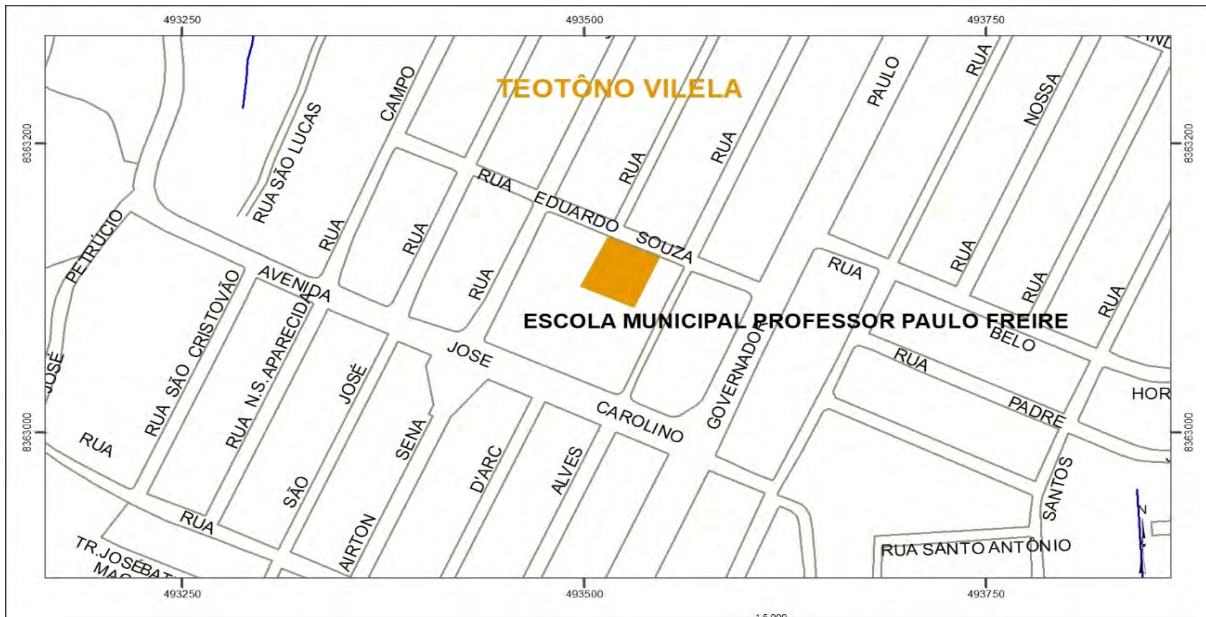 493250
493500
493750
TEOTÔNO VILELA
8363200
8363200
RUA SÃO LUCAS
CAMPO
RUA
PAULO
RUA
NOSSA
RUA
RUA
RUA
EDUARDO
SOUZA
PETRÚCIO
RUA
RUA
AVENIDA
RUA
RUA
RUA
RUA
RUA
ESCOLA MUNICIPAL PROFESSOR PAULO FREIRE
JOSÉ
RUA SÃO CRISTOVÃO
RUA N.S.APARECIDA
JOSÉ
JOSE
CAROLINO
GOVERNADOR
BELO
RUA
PADRE
HOR
8363000
8363000
RUA
SÃO
SENA
D'ARC
ALVES
SANTOS
RUA
AIRTON
RUA SANTO ANTÔNIO
N
TR.JOSÉBAT
493250
493500
493750